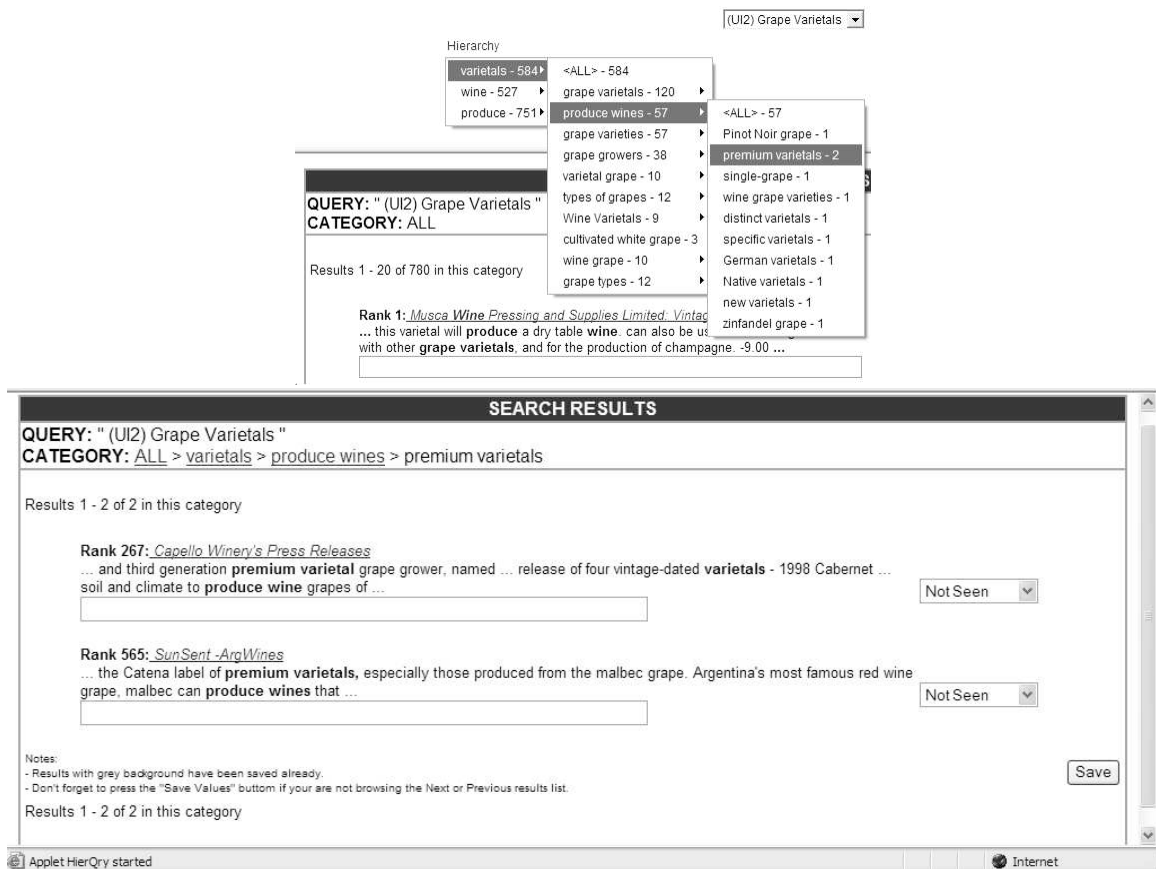 (UI2) Grape Varietals
Hierarchy
varietals - 584
wine - 527
produce - 751
<ALL> - 584
grape varietals - 120
produce wines - 57
grape varieties - 57
grape growers - 38
varietal grape - 10
types of grapes - 12
Wine Varietals - 9
cultivated white grape - 3
wine grape - 10
grape types - 12
<ALL> - 57
Pinot Noir grape - 1
premium varietals - 2
single-grape - 1
wine grape varieties - 1
distinct varietals - 1
specific varietals - 1
German varietals - 1
Native varietals - 1
new varietals - 1
zinfandel grape - 1
S
QUERY: " (UI2) Grape Varietals "
CATEGORY: ALL
Results 1 - 20 of 780 in this category
Rank 1: Musca Wine Pressing and Supplies Limited: Vintag
... this varietal will produce a dry table wine. can also be us g
with other grape varietals, and for the production of champagne. -9.00 ...
SEARCH RESULTS
QUERY: " (UI2) Grape Varietals "
CATEGORY: ALL > varietals > produce wines > premium varietals
Results 1 - 2 of 2 in this category
Rank 267: Capello Winery's Press Releases
... and third generation premium varietal grape grower, named ... release of four vintage-dated varietals - 1998 Cabernet ...
soil and climate to produce wine grapes of ...
Not Seen
Rank 565: SunSent -ArgWines
... the Catena label of premium varietals, especially those produced from the malbec grape. Argentina's most famous red wine
grape, malbec can produce wines that ...
Not Seen
Notes:
- Results with grey background have been saved already.
- Don't forget to press the "Save Values" buttom if your are not browsing the Next or Previous results list.
Save
Results 1 - 2 of 2 in this category
Applet HierQry started
Internet